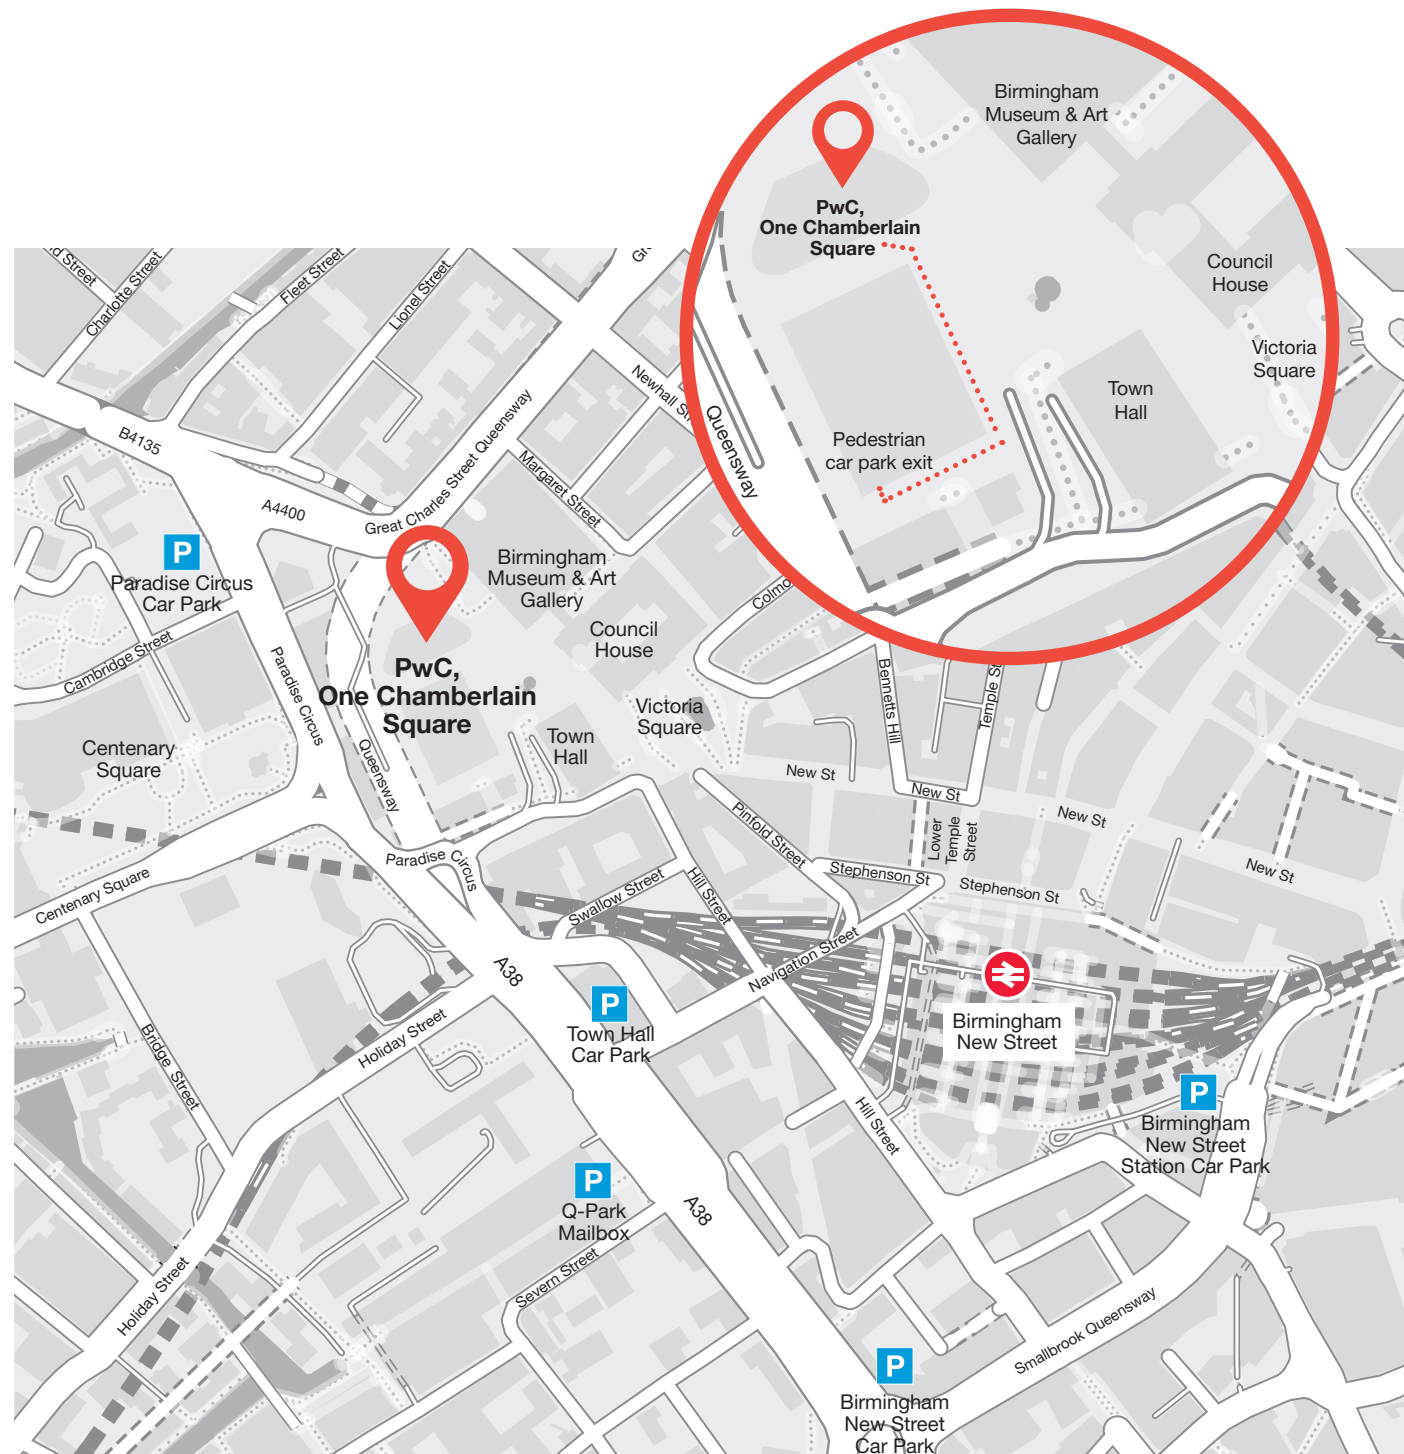 Birmingham
Museum & Art
Gallery
PwC,
One Chamberlain
Square
Council
House
Victoria
Square
Town
Hall
Pedestrian
car park exit
Queensway
Charlotte Street
Fleet Street
Lionel Street
Newhall St
B4135
A4400
Great Charles Street Queensway
Margaret Street
P
Paradise Circus
Car Park
Birmingham
Museum & Art
Gallery
Council
House
PwC,
One Chamberlain
Square
Cambridge Street
Paradise Circus
Queensway
Victoria
Square
Town
Hall
Centenary
Square
Bennetts Hill
Temple St
New St
New St
New St
New St
Pinfold Street
Lower
Temple
Street
Stephenson St
Stephenson St
Paradise Circus
Centenary Square
Swallow Street
Hill Street
Navigation Street
A38
P
Town Hall
Car Park
Birmingham
New Street
Holiday Street
Bridge Street
Hill Street
P
Birmingham
New Street
Station Car Park
P
Q-Park
Mailbox
A38
Severn Street
Holiday Street
Smallbrook Queensway
P
Birmingham
New Street
Car Park